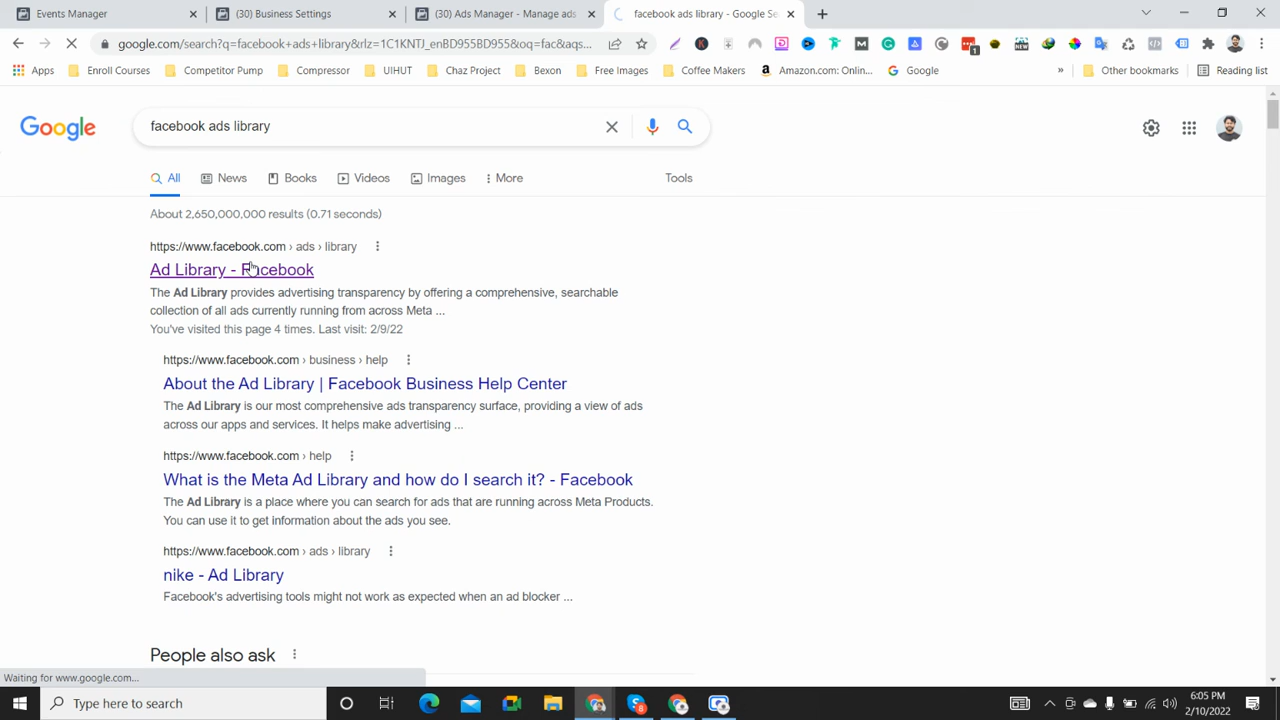 Events Manager
(30) Business Settings
(30) Ads Manager - Manage ads
facebook ads library - Google Se
google.com/search?q=facebook+ads+library&rlz=1C1KNTJ_enBD955BD955&oq=fac&aqs...
Apps
Enroll Courses
Competitor Pump
Compressor
UIHUT
Chaz Project
Bexon
Free Images
Coffee Makers
Amazon.com: Onlin...
Google
»
Other bookmarks
Reading list
Google
facebook ads library
All
News
Books
Videos
Images
More
Tools
About 2,650,000,000 results (0.71 seconds)
https://www.facebook.com › ads › library
Ad Library - Facebook
The Ad Library provides advertising transparency by offering a comprehensive, searchable
collection of all ads currently running from across Meta ...
You've visited this page 4 times. Last visit: 2/9/22
https://www.facebook.com › business › help
About the Ad Library | Facebook Business Help Center
The Ad Library is our most comprehensive ads transparency surface, providing a view of ads
across our apps and services. It helps make advertising ...
https://www.facebook.com › help
What is the Meta Ad Library and how do I search it? - Facebook
The Ad Library is a place where you can search for ads that are running across Meta Products.
You can use it to get information about the ads you see.
https://www.facebook.com › ads › library
nike - Ad Library
Facebook's advertising tools might not work as expected when an ad blocker ...
People also ask
Waiting for www.google.com...
Type here to search
6:05 PM
2/10/2022